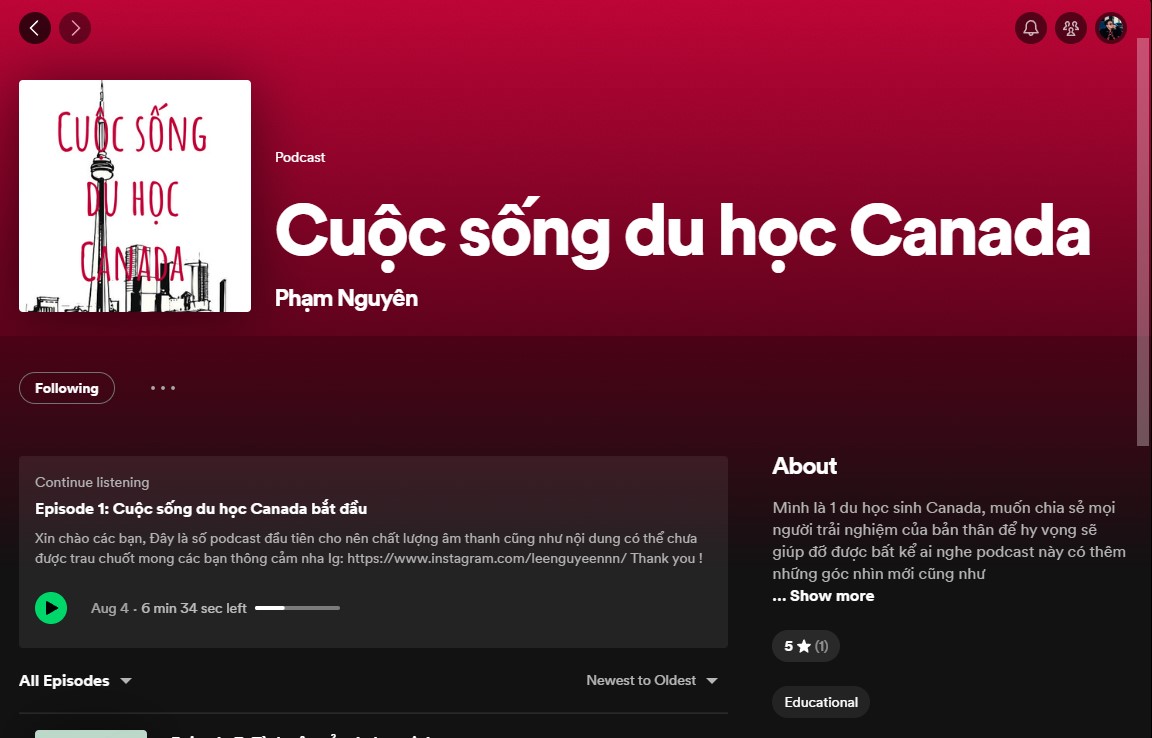 Cuộc sống
du học
Canada
Podcast
Cuộc sống du học Canada
Phạm Nguyên
Following
Continue listening
Episode 1: Cuộc sống du học Canada bắt đầu
Xin chào các bạn, Đây là số podcast đầu tiên cho nên chất lượng âm thanh cũng như nội dung có thể chưa
được trau chuốt mong các bạn thông cảm nha Ig: https://www.instagram.com/leenguyeennn/ Thank you !
Aug 4 · 6 min 34 sec left
All Episodes
Newest to Oldest
About
Mình là 1 du học sinh Canada, muốn chia sẻ mọi
người trải nghiệm của bản thân để hy vọng sẽ
giúp đỡ được bất kể ai nghe podcast này có thêm
những góc nhìn mới cũng như
... Show more
5 ★ (1)
Educational